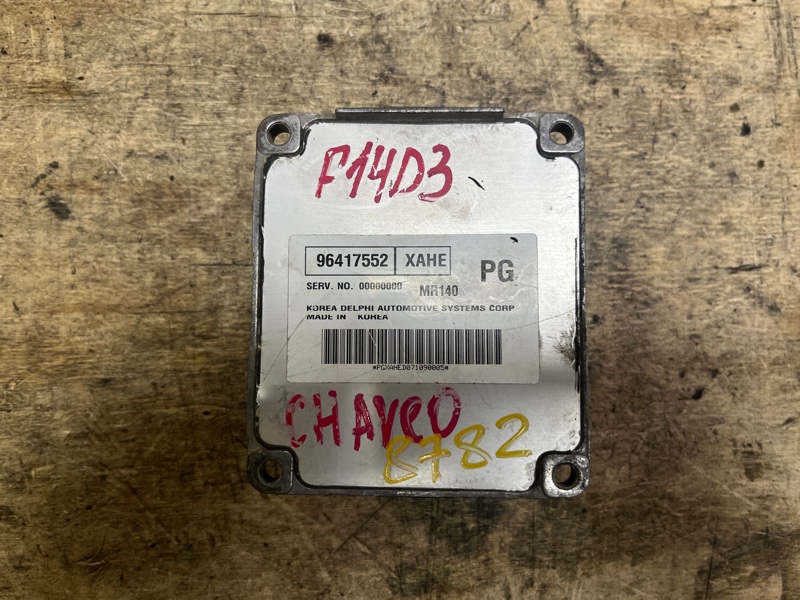 F14D3
96417552 XAHE PG
SERV. NO. 00000000 MR140
KOREA DELPHI AUTOMOTIVE SYSTEMS CORP
MADE IN KOREA
*PGXAHED071090005*
CHAVEO
8782